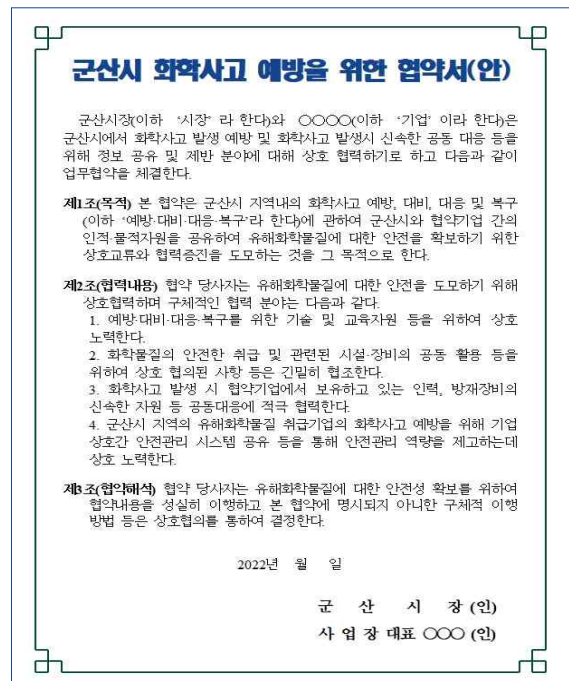 군산시 화학사고 예방을 위한 협약서(안)
군산시장(이하 '시장' 라 한다)와 ○○○○(이하 '기업' 이라 한다)은
군산시에서 화학사고 발생 예방 및 화학사고 발생시 신속한 공동 대응 등을
위해 정보 공유 및 제반 분야에 대해 상호 협력하기로 하고 다음과 같이
업무협약을 체결한다.
제1조(목적) 본 협약은 군산시 지역내의 화학사고 예방, 대비, 대응 및 복구
(이하 '예방·대비·대응·복구'라 한다)에 관하여 군산시와 협약기업 간의
인적·물적자원을 공유하여 유해화학물질에 대한 안전을 확보하기 위한
상호교류와 협력증진을 도모하는 것을 그 목적으로 한다.
제2조(협력내용) 협약 당사자는 유해화학물질에 대한 안전을 도모하기 위해
상호협력하며 구체적인 협력 분야는 다음과 같다.
1. 예방·대비·대응·복구를 위한 기술 및 교육자원 등을 위하여 상호
노력한다.
2. 화학물질의 안전한 취급 및 관련된 시설·장비의 공동 활용 등을
위하여 상호 협의된 사항 등은 긴밀히 협조한다.
3. 화학사고 발생 시 협약기업에서 보유하고 있는 인력, 방재장비의
신속한 자원 등 공동대응에 적극 협력한다.
4. 군산시 지역의 유해화학물질 취급기업의 화학사고 예방을 위해 기업
상호간 안전관리 시스템 공유 등을 통해 안전관리 역량을 제고하는데
상호 노력한다.
제3조(협약해석) 협약 당사자는 유해화학물질에 대한 안전성 확보를 위하여
협약내용을 성실히 이행하고 본 협약에 명시되지 아니한 구체적 이행
방법 등은 상호협의를 통하여 결정한다.
2022년 월 일
군 산 시 장 (인)
사 업 장 대표 ○○○ (인)